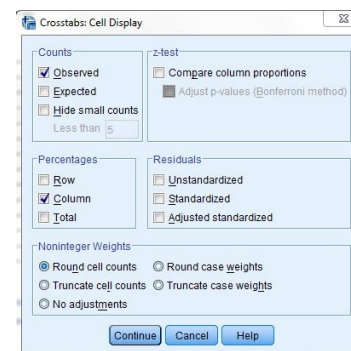 Crosstabs: Cell Display
Counts
Observed
Expected
Hide small counts
Less than 5
z-test
Compare column proportions
Adjust p-values (Bonferroni method)
Percentages
Row
Column
Total
Residuals
Unstandardized
Standardized
Adjusted standardized
Noninteger Weights
Round cell counts Round case weights
Truncate cell counts Truncate case weights
No adjustments
Continue Cancel Help